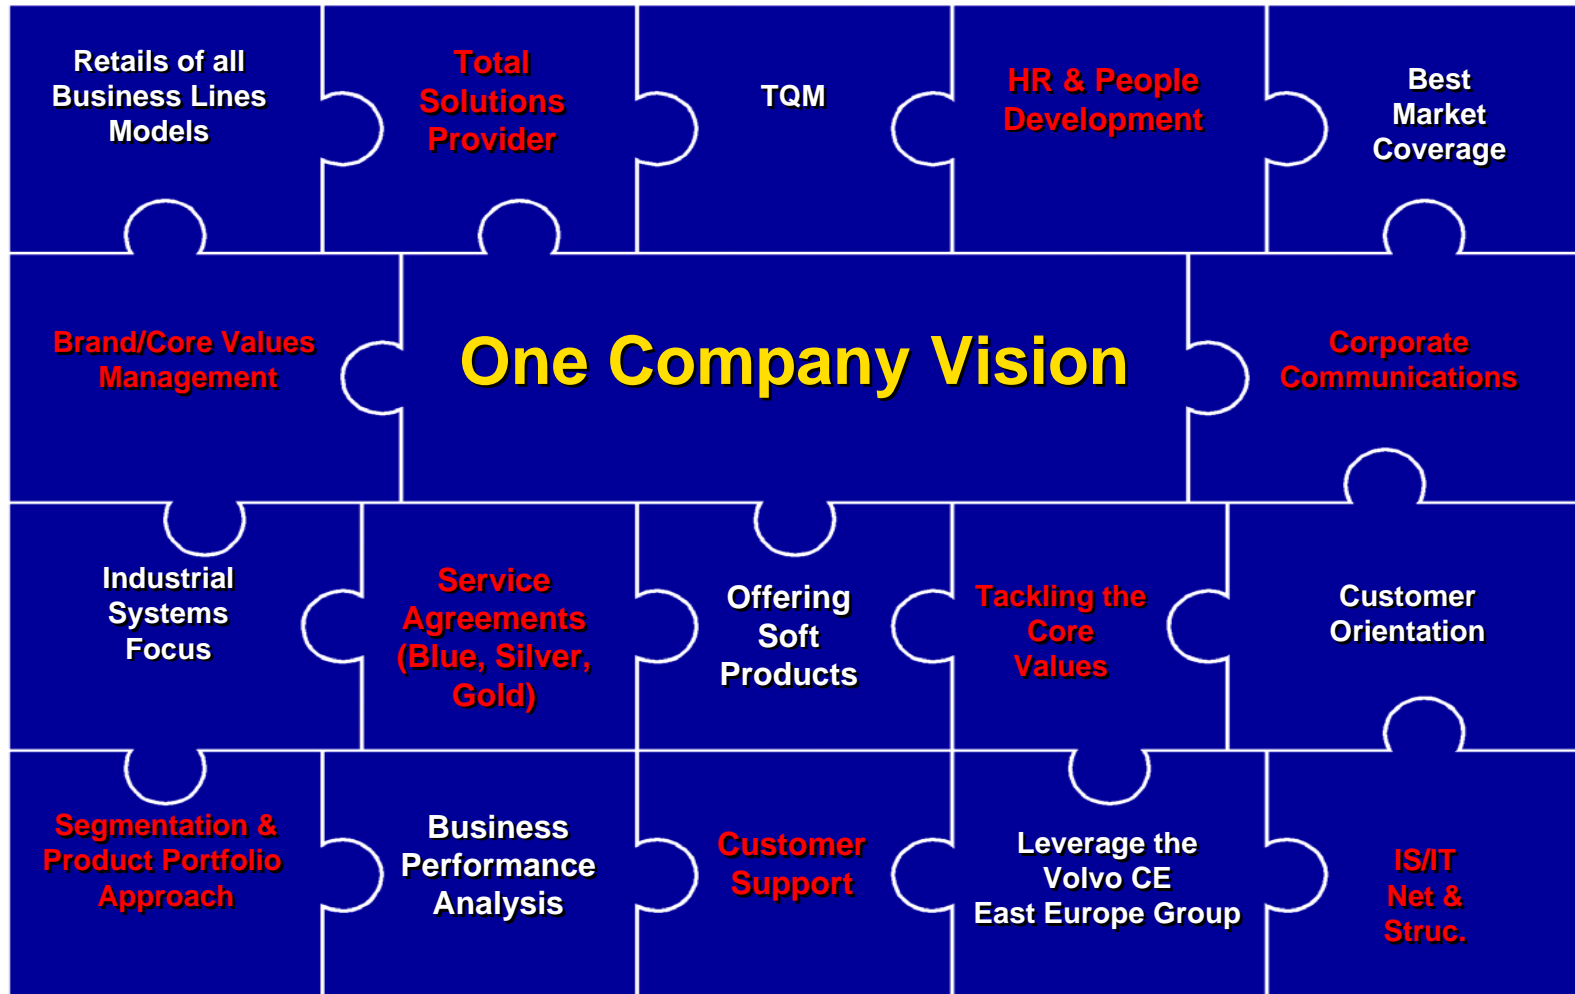 Retails of all
Business Lines
Models
Total
Solutions
Provider
TQM
HR & People
Development
Best
Market
Coverage
Brand/Core Values
Management
One Company Vision
Corporate
Communications
Industrial
Systems
Focus
Service
Agreements
(Blue, Silver,
Gold)
Offering
Soft
Products
Tackling the
Core
Values
Customer
Orientation
Segmentation &
Product Portfolio
Approach
Business
Performance
Analysis
Customer
Support
Leverage the
Volvo CE
East Europe Group
IS/IT
Net &
Struc.